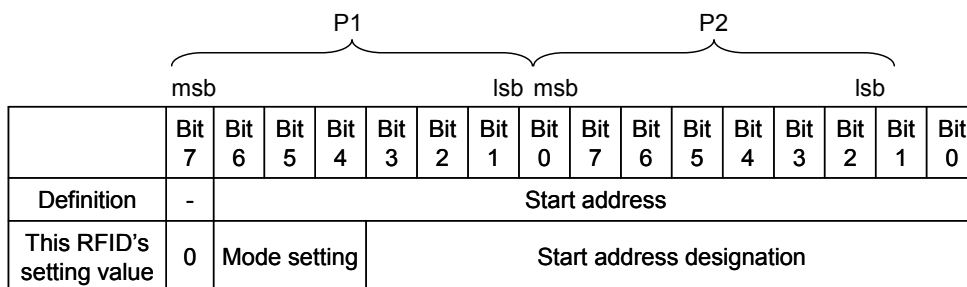 P1 P2
msb lsb msb lsb
Bit 7 Bit 6 Bit 5 Bit 4 Bit 3 Bit 2 Bit 1 Bit 0 Bit 7 Bit 6 Bit 5 Bit 4 Bit 3 Bit 2 Bit 1 Bit 0
Definition - Start address
This RFID's
setting value 0 Mode setting Start address designation